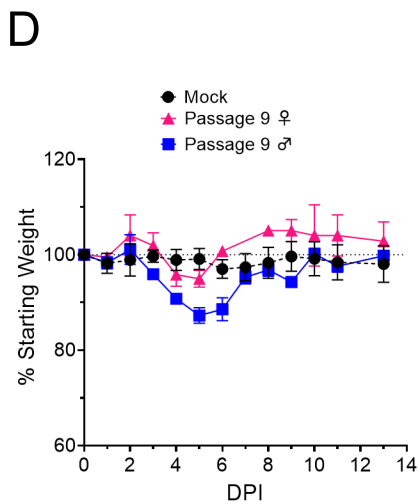 D
Mock
Passage 9 ♀
Passage 9 ♂
120
100
80
60
% Starting Weight
0 2 4 6 8 10 12 14
DPI